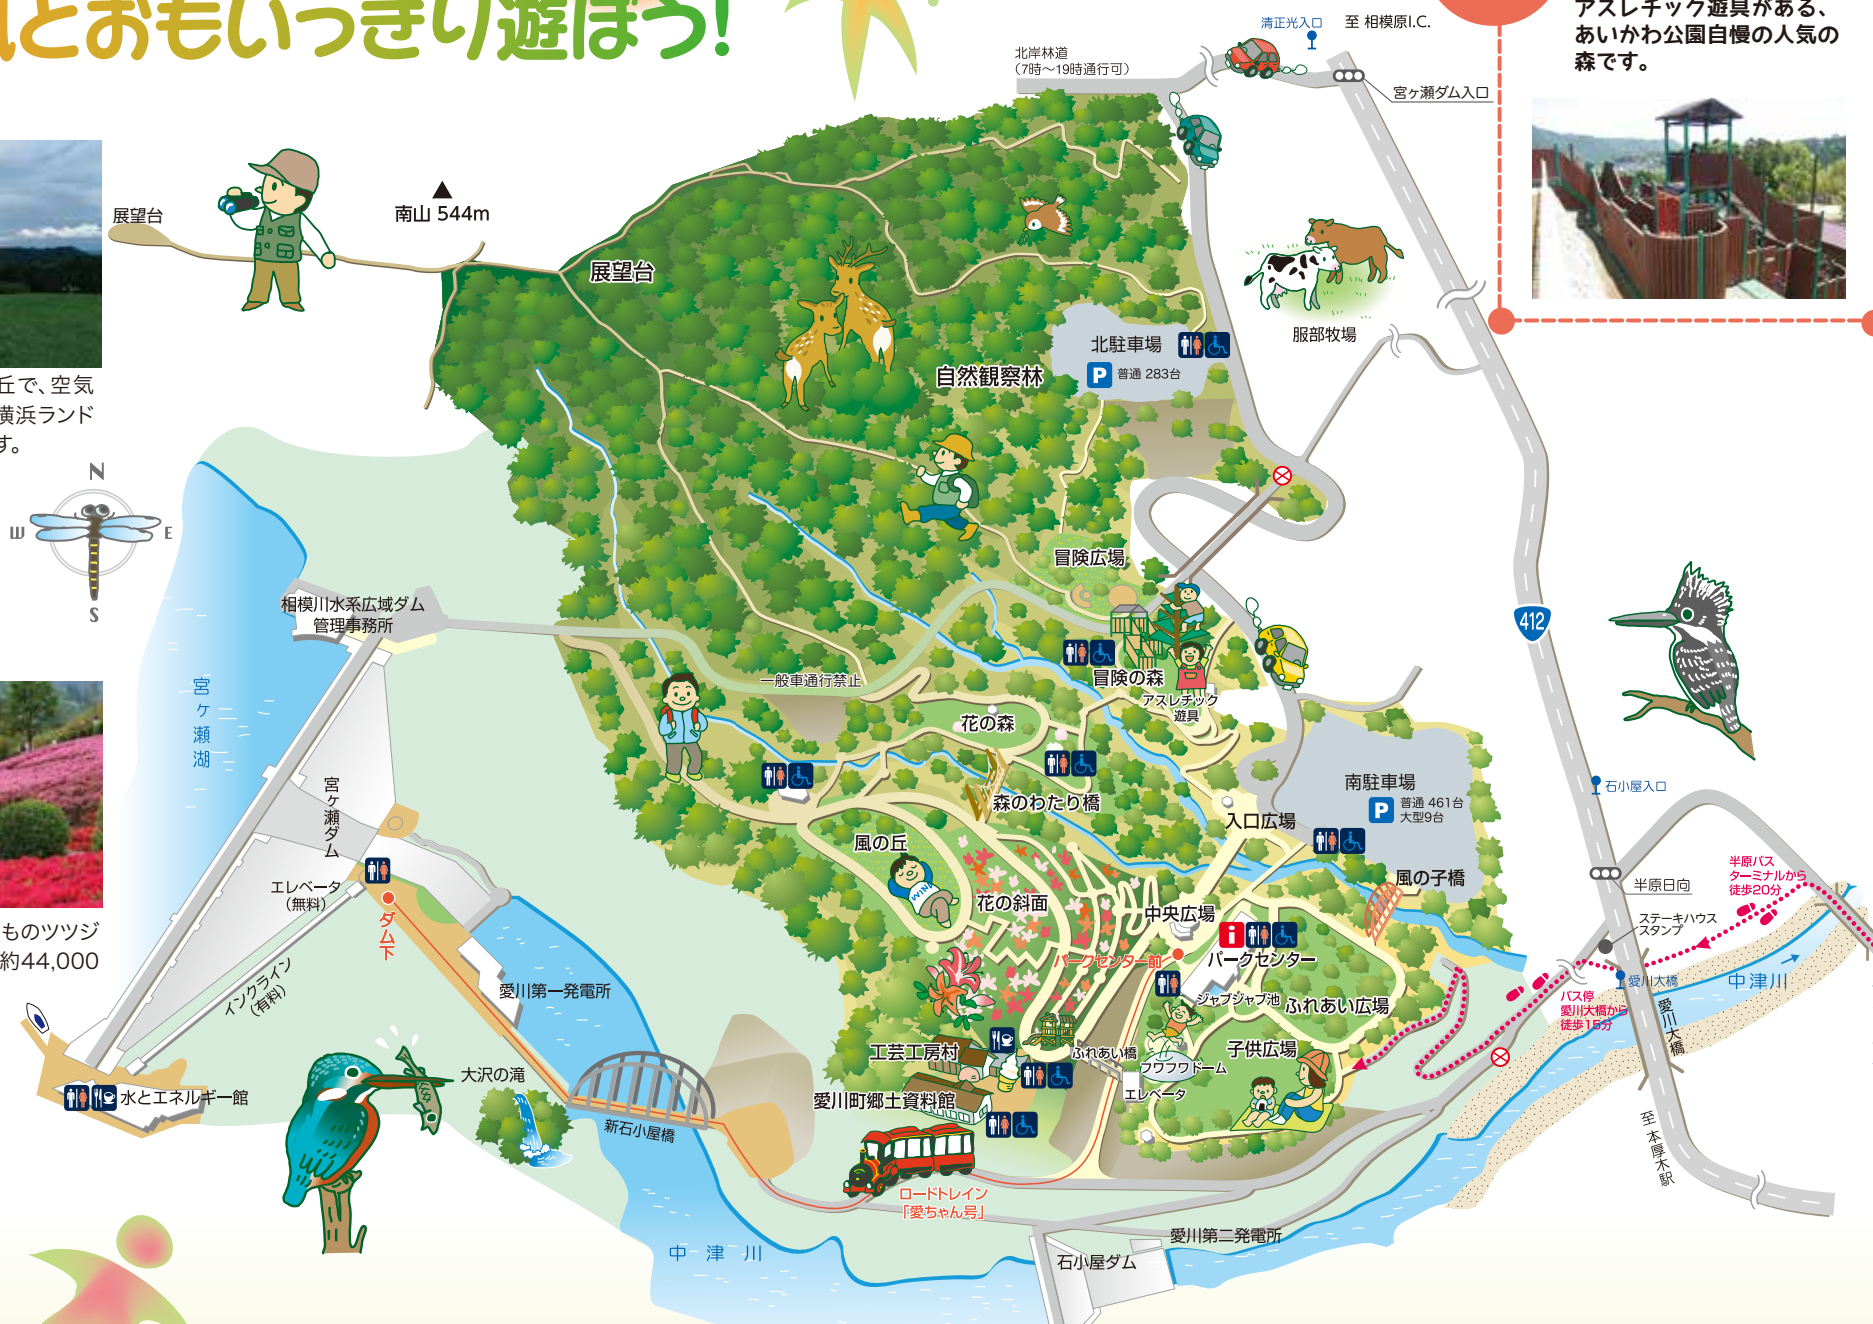 とおもいっきり遊ぼう!
アスレチック遊具がある、
あいかわ公園自慢の人気の
森です。
清正光入口
至 相模原I.C.
北岸林道
(7時〜19時通行可)
宮ヶ瀬ダム入口
展望台
南山 544m
展望台
服部牧場
北駐車場
P 普通 283台
自然観察林
丘で、空気
横浜ランド
す。
N
W
E
S
冒険広場
412
相模川水系広域ダム
管理事務所
宮ヶ瀬湖
一般車通行禁止
冒険の森
アスレチック
遊具
花の森
森のわたり橋
南駐車場
P 普通 461台
大型9台
入口広場
石小屋入口
宮ヶ瀬ダム
風の丘
WIND
花の斜面
中央広場
風の子橋
半原日向
半原バス
ターミナルから
徒歩20分
ステーキハウス
スタンプ
エレベータ
(無料)
ダム下
ものツツジ
約44,000
i
パークセンター前
パークセンター
ジャブジャブ池
ふれあい広場
愛川大橋
バス停
愛川大橋から
徒歩15分
愛川大橋
中津川
インクライン
(有料)
愛川第一発電所
工芸工房村
ふれあい橋
子供広場
フワフワドーム
エレベータ
愛川町郷土資料館
大沢の滝
水とエネルギー館
新石小屋橋
至 本厚木駅
ロードトレイン
「愛ちゃん号」
中津川
愛川第二発電所
石小屋ダム